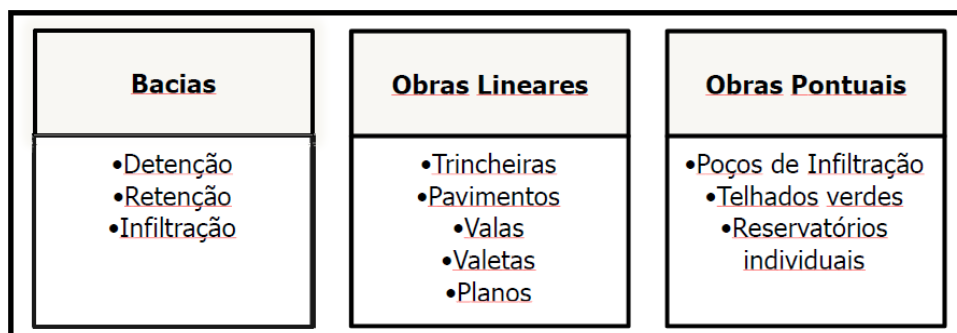 Bacias
•Detenção
•Retenção
•Infiltração
Obras Lineares
•Trincheiras
•Pavimentos
•Valas
•Valetas
•Planos
Obras Pontuais
•Poços de Infiltração
•Telhados verdes
•Reservatórios
individuais